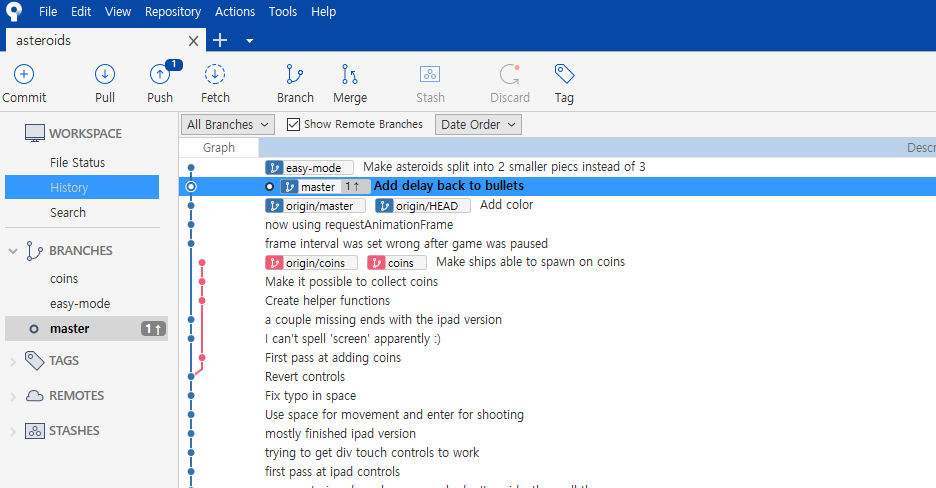 File Edit View Repository Actions Tools Help
asteroids
1
Commit Pull Push Fetch Branch Merge Stash Discard Tag
WORKSPACE
File Status
History
Search
BRANCHES
coins
easy-mode
master 1↑
TAGS
REMOTES
STASHES
All Branches Show Remote Branches Date Order
Graph Descr
easy-mode Make asteroids split into 2 smaller piecs instead of 3
master 1↑ Add delay back to bullets
origin/master origin/HEAD Add color
now using requestAnimationFrame
frame interval was set wrong after game was paused
origin/coins coins Make ships able to spawn on coins
Make it possible to collect coins
Create helper functions
a couple missing ends with the ipad version
I can't spell 'screen' apparently :)
First pass at adding coins
Revert controls
Fix typo in space
Use space for movement and enter for shooting
mostly finished ipad version
trying to get div touch controls to work
first pass at ipad controls